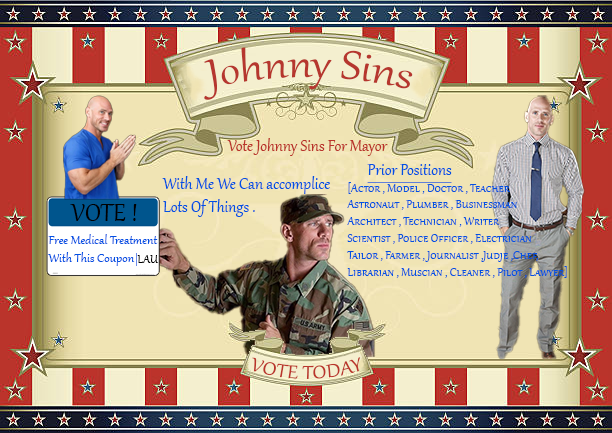 Johnny Sins
Vote Johnny Sins For Mayor
With Me We Can accomplice
Lots Of Things .
VOTE !
Free Medical Treatment
With This Coupon|LAU
Prior Positions
[Actor , Model , Doctor , Teacher
Astronaut , Plumber , Businessman
Architect , Technician , Writer
Scientist , Police Officer , Electrician
Tailor , Farmer , Journalist Judje ,Chef
Librarian , Muscian , Cleaner , Pilot , Lawyer]
U.S. ARMY
VOTE TODAY